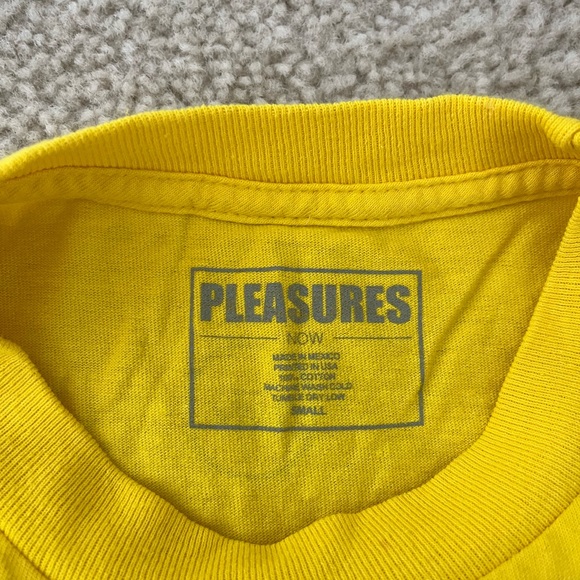 PLEASURES
NOW
MADE IN MEXICO
PRINTED IN USA
100% COTTON
MACHINE WASH COLD
TUMBLE DRY LOW
SMALL